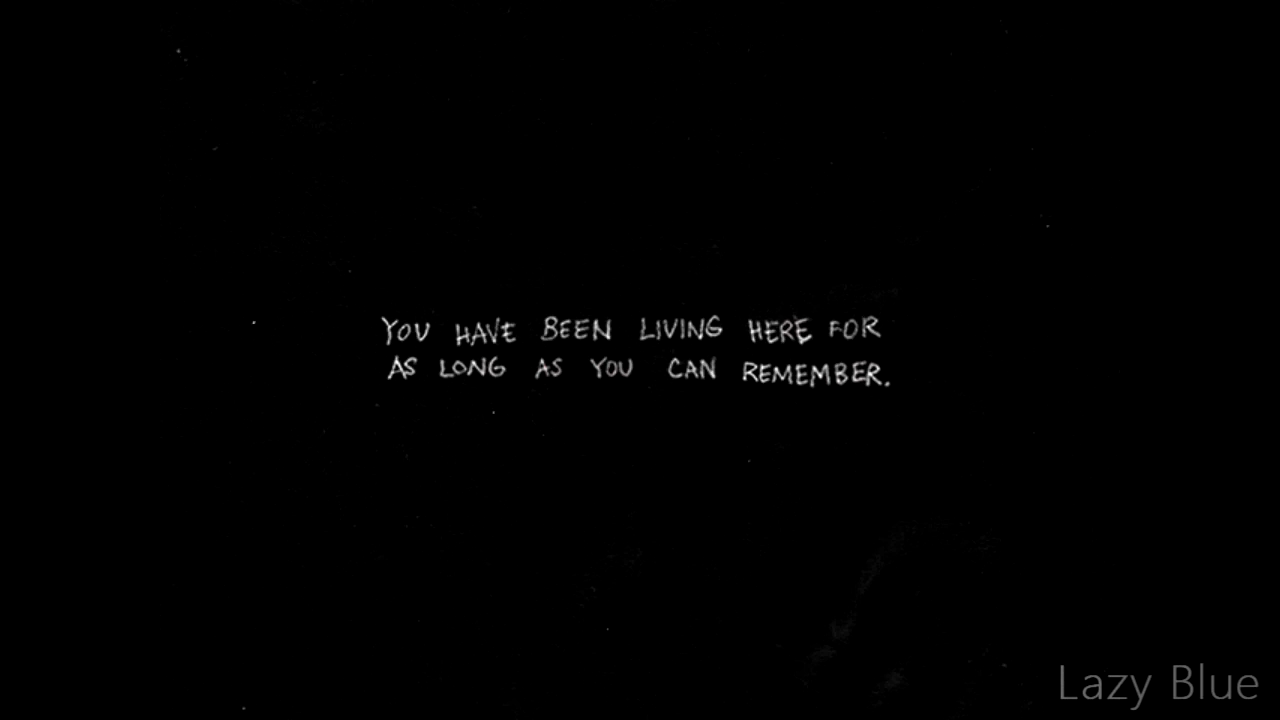 YOU HAVE BEEN LIVING HERE FOR
AS LONG AS YOU CAN REMEMBER.
Lazy Blue